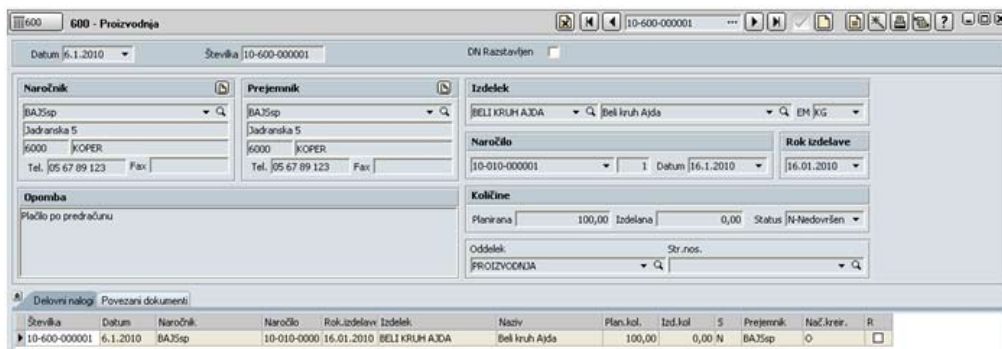 600 600 - Proizvodnja 10-600-000001 ... ?
Datum 6.1.2010 Številka 10-600-000001 DN Razstavljen
Naročnik Prejemnik Izdelek
BAJSsp BAJSsp BELI KRUH AJDA Beli kruh Ajda EM KG
Jadranska 5 Jadranska 5
6000 KOPER 6000 KOPER Naročilo Rok izdelave
Tel. 05 67 89 123 Fax Tel. 05 67 89 123 Fax 10-010-000001 1 Datum 16.1.2010 16.01.2010
Opomba Količine
Plačilo po predračunu Planirana 100,00 Izdelana 0,00 Status N-Nedovršen
Oddelek Str.nos.
PROIZVODNJA
Delovni nalogi Povezani dokumenti
Številka Datum Naročnik Naročilo Rok.izdelave Izdelek Naziv Plan.kol. Izd.kol S Prejemnik Nač.kreir. R
10-600-000001 6.1.2010 BAJSsp 10-010-0000 16.01.2010 BELI KRUH AJDA Beli kruh Ajda 100,00 0,00 N BAJSsp O